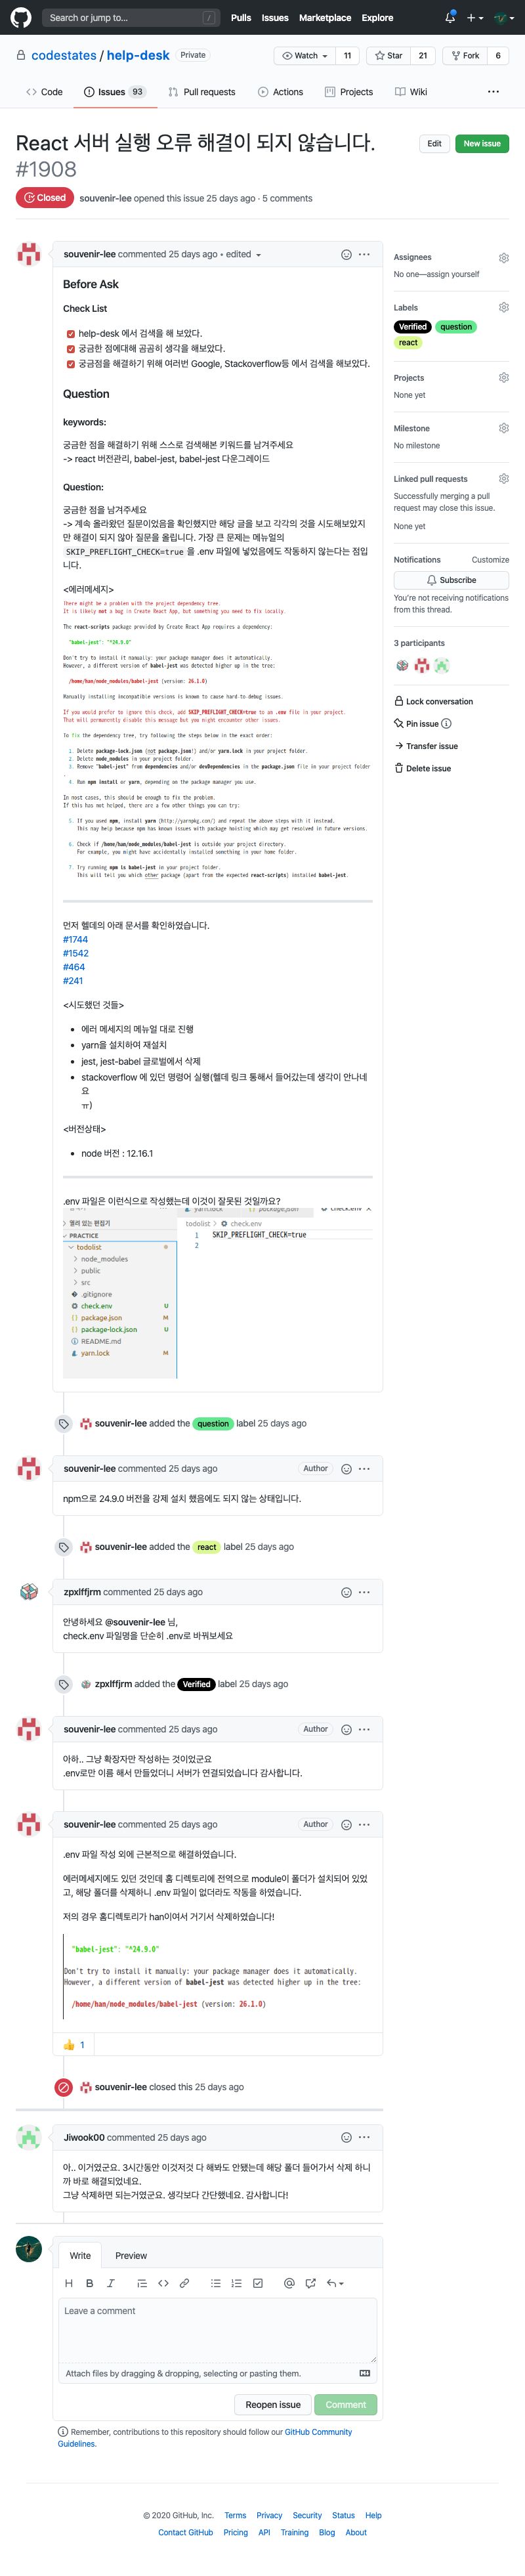 Search or jump to... /
Pulls Issues Marketplace Explore
codestates / help-desk Private
Watch 11 Star 21 Fork 6
Code Issues 93 Pull requests Actions Projects Wiki
React 서버 실행 오류 해결이 되지 않습니다.
#1908
Edit New issue
Closed souvenir-lee opened this issue 25 days ago · 5 comments
souvenir-lee commented 25 days ago • edited
Before Ask
Check List
help-desk 에서 검색을 해 보았다.
궁금한 점에대해 곰곰히 생각을 해보았다.
궁금점을 해결하기 위해 여러번 Google, Stackoverflow등 에서 검색을 해보았다.
Question
keywords:
궁금한 점을 해결하기 위해 스스로 검색해본 키워드를 남겨주세요
-> react 버전관리, babel-jest, babel-jest 다운그레이드
Question:
궁금한 점을 남겨주세요
-> 계속 올라왔던 질문이있음을 확인했지만 해당 글을 보고 각각의 것을 시도해보았지
만 해결이 되지 않아 질문을 올립니다. 가장 큰 문제는 메뉴얼의
SKIP_PREFLIGHT_CHECK=true 을 .env 파일에 넣었음에도 작동하지 않는다는 점입
니다.
<에러메세지>
There might be a problem with the project dependency tree.
It is likely not a bug in Create React App, but something you need to fix locally.
The react-scripts package provided by Create React App requires a dependency:
"babel-jest": "^24.9.0"
Don't try to install it manually: your package manager does it automatically.
However, a different version of babel-jest was detected higher up in the tree:
/home/han/node_modules/babel-jest (version: 26.1.0)
Manually installing incompatible versions is known to cause hard-to-debug issues.
If you would prefer to ignore this check, add SKIP_PREFLIGHT_CHECK=true to an .env file in your project.
That will permanently disable this message but you might encounter other issues.
To fix the dependency tree, try following the steps below in the exact order:
1. Delete package-lock.json (not package.json!) and/or yarn.lock in your project folder.
2. Delete node_modules in your project folder.
3. Remove "babel-jest" from dependencies and/or devDependencies in the package.json file in your project folder
.
4. Run npm install or yarn, depending on the package manager you use.
In most cases, this should be enough to fix the problem.
If this has not helped, there are a few other things you can try:
5. If you used npm, install yarn (http://yarnpkg.com/) and repeat the above steps with it instead.
This may help because npm has known issues with package hoisting which may get resolved in future versions.
6. Check if /home/han/node_modules/babel-jest is outside your project directory.
For example, you might have accidentally installed something in your home folder.
7. Try running npm ls babel-jest in your project folder.
This will tell you which other package (apart from the expected react-scripts) installed babel-jest.
먼저 헬데의 아래 문서를 확인하였습니다.
#1744
#1542
#464
#241
<시도했던 것들>
• 에러 메세지의 메뉴얼 대로 진행
• yarn을 설치하여 재설치
• jest, jest-babel 글로벌에서 삭제
• stackoverflow 에 있던 명령어 실행(헬데 링크 통해서 들어갔는데 생각이 안나네
요
ㅠ)
<버전상태>
• node 버전 : 12.16.1
.env 파일은 이런식으로 작성했는데 이것이 잘못된 것일까요?
yarn.lock package.json check.env
열려 있는 편집기
PRACTICE
todolist
node_modules
public
src
.gitignore
check.env U
package.json M
package-lock.json U
README.md
yarn.lock M
todolist > check.env
1 SKIP_PREFLIGHT_CHECK=true
2
souvenir-lee added the question label 25 days ago
souvenir-lee commented 25 days ago Author
npm으로 24.9.0 버전을 강제 설치 했음에도 되지 않는 상태입니다.
souvenir-lee added the react label 25 days ago
zpxlffjrm commented 25 days ago
안녕하세요 @souvenir-lee 님,
check.env 파일명을 단순히 .env로 바꿔보세요
zpxlffjrm added the Verified label 25 days ago
souvenir-lee commented 25 days ago Author
아하.. 그냥 확장자만 작성하는 것이었군요
.env로만 이름 해서 만들었더니 서버가 연결되었습니다 감사합니다.
souvenir-lee commented 25 days ago Author
.env 파일 작성 외에 근본적으로 해결하였습니다.
에러메세지에도 있던 것인데 홈 디렉토리에 전역으로 module이 폴더가 설치되어 있었
고, 해당 폴더를 삭제하니 .env 파일이 없더라도 작동을 하였습니다.
저의 경우 홈디렉토리가 han이여서 거기서 삭제하였습니다!
"babel-jest": "^24.9.0"
Don't try to install it manually: your package manager does it automatically.
However, a different version of babel-jest was detected higher up in the tree:
/home/han/node_modules/babel-jest (version: 26.1.0)
👍 1
souvenir-lee closed this 25 days ago
Jiwook00 commented 25 days ago
아.. 이거였군요. 3시간동안 이것저것 다 해봐도 안됐는데 해당 폴더 들어가서 삭제 하니
까 바로 해결되었네요.
그냥 삭제하면 되는거였군요. 생각보다 간단했네요. 감사합니다!
Write Preview
Leave a comment
Attach files by dragging & dropping, selecting or pasting them.
Reopen issue Comment
Remember, contributions to this repository should follow our GitHub Community
Guidelines.
Assignees
No one—assign yourself
Labels
Verified question
react
Projects
None yet
Milestone
No milestone
Linked pull requests
Successfully merging a pull
request may close this issue.
None yet
Notifications Customize
Subscribe
You're not receiving notifications
from this thread.
3 participants
Lock conversation
Pin issue
Transfer issue
Delete issue
© 2020 GitHub, Inc. Terms Privacy Security Status Help
Contact GitHub Pricing API Training Blog About